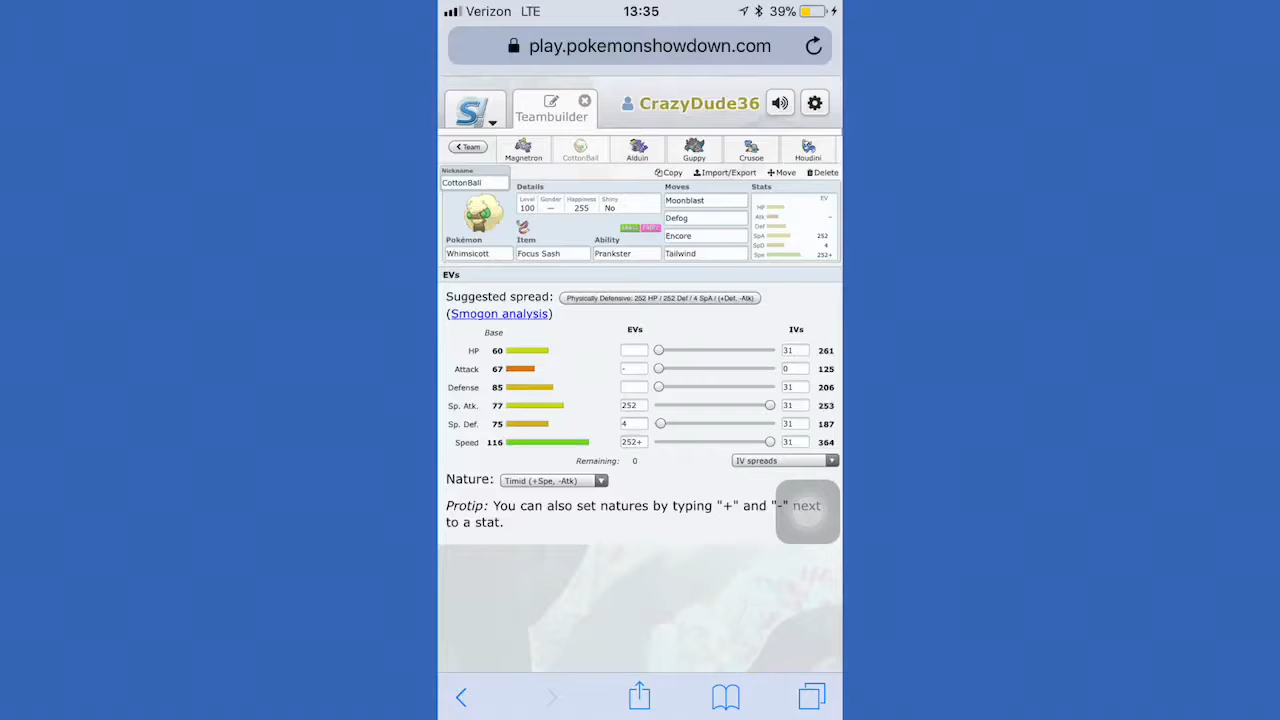 Verizon LTE 13:35 39%
play.pokemonshowdown.com
Teambuilder
CrazyDude36
Team Magnetron CottonBall Alduin Guppy Crusoe Houdini
Copy Import/Export Move Delete
Nickname
CottonBall
Details Moves Stats
Level Gender Happiness Shiny
100 — 255 No
Moonblast
Defog
Encore
Tailwind
EV
HP
Atk -
Def
SpA 252
SpD 4
Spe 252+
Pokémon Item Ability
Whimsicott Focus Sash Prankster
EVs
Suggested spread: Physically Defensive: 252 HP / 252 Def / 4 SpA / (+Def, -Atk)
(Smogon analysis)
Base EVs IVs
HP 60 31 261
Attack 67 - 0 125
Defense 85 31 206
Sp. Atk. 77 252 31 253
Sp. Def. 75 4 31 187
Speed 116 252+ 31 364
Remaining: 0 IV spreads
Nature: Timid (+Spe, -Atk)
Protip: You can also set natures by typing "+" and "-" next
to a stat.